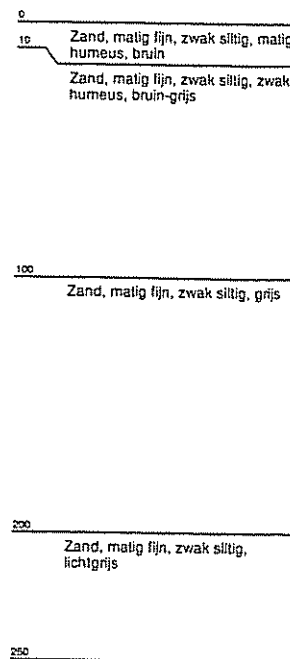 0
Zand, matig fijn, zwak siltig, matig
humeus, bruin
10
Zand, matig fijn, zwak siltig, zwak
humeus, bruin-grijs
100
Zand, matig fijn, zwak siltig, grijs
200
Zand, matig fijn, zwak siltig,
lichtgrijs
250